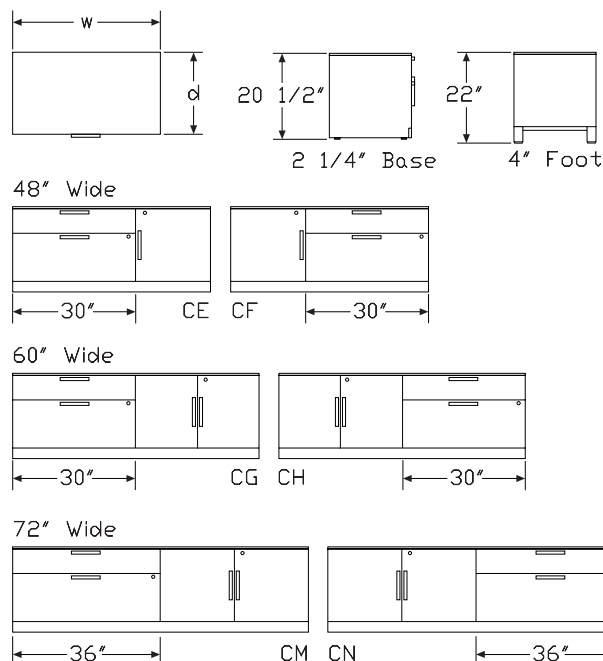 w
d
20 1/2"
22"
2 1/4" Base
4" Foot
48" Wide
30"
CE
CF
30"
60" Wide
30"
CG
CH
30"
72" Wide
36"
CM
CN
36"